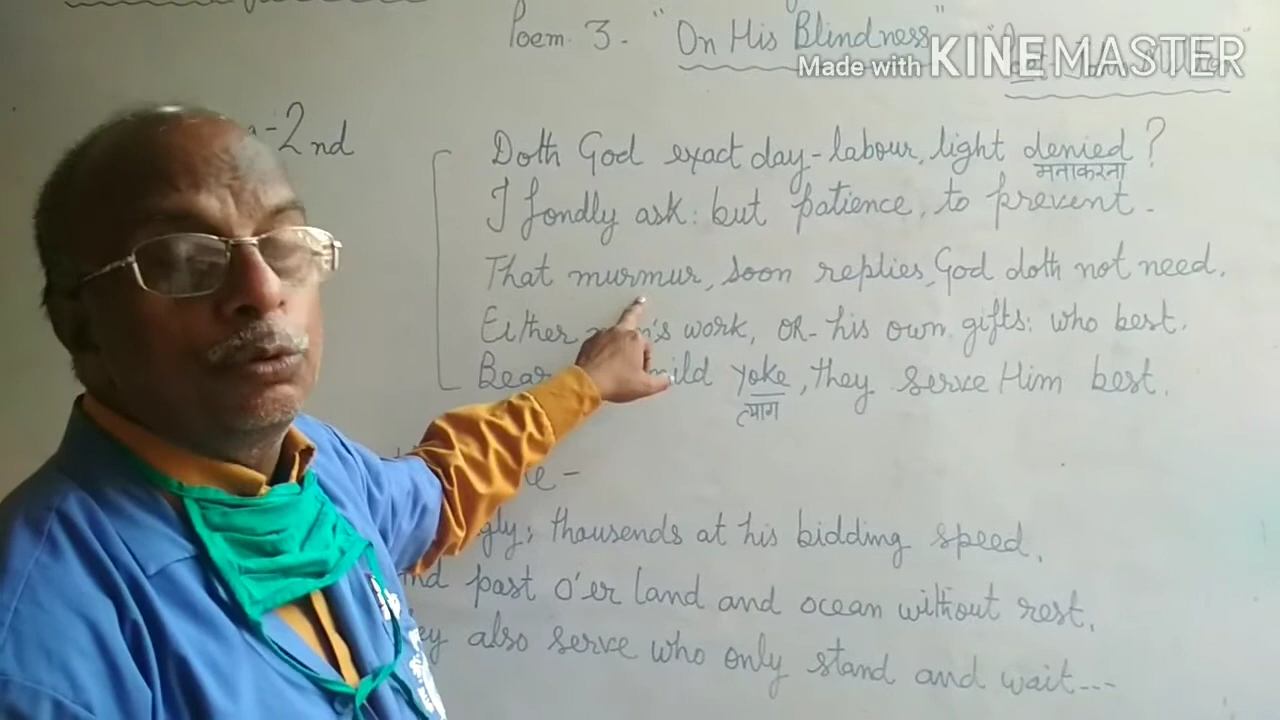 Poem 3. "On His Blindness"
Made with KINEMASTER
2nd
Doth God exact day-labour, light denied?
मनाकरना
I fondly ask: but patience, to prevent-
That murmur, soon replies, God doth not need.
Either man's work, OR- his own gifts: who best.
mild yoke, they serve Him best.
त्याग
thousends at his bidding speed.
past o'er land and ocean without rest.
also serve who only stand and wait---